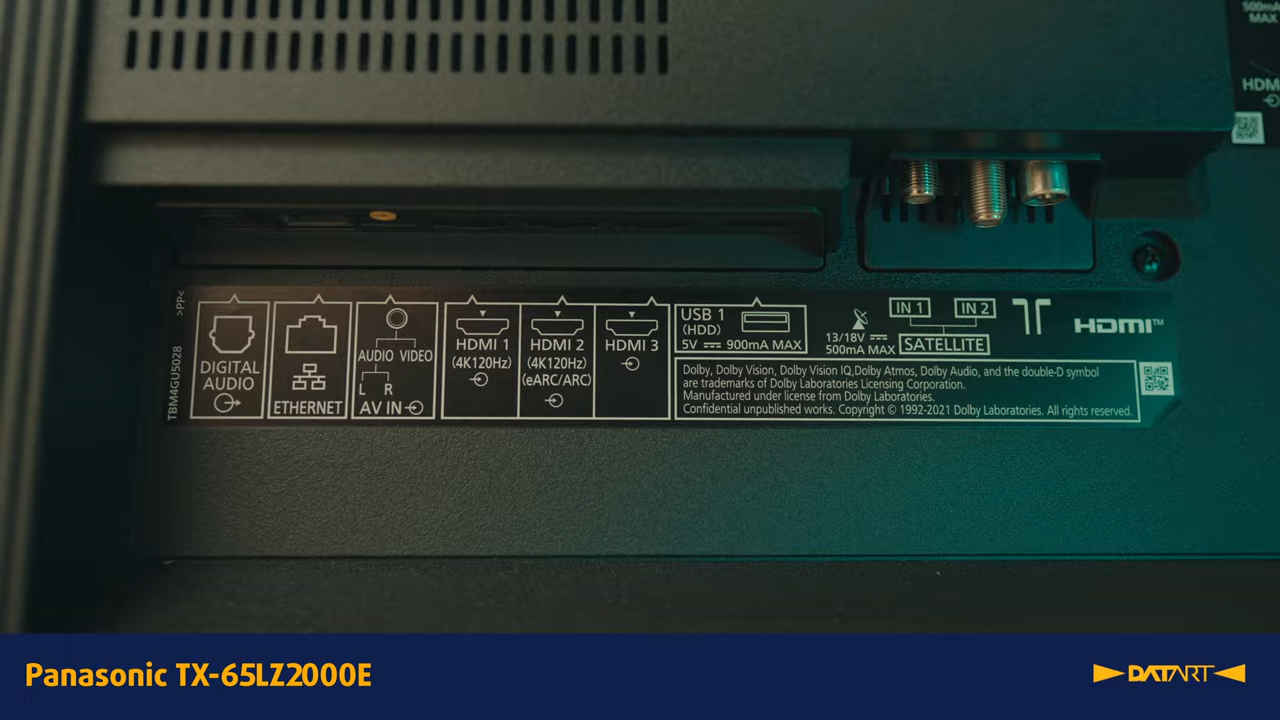 500mA
MAX
HDM
>PP<
TBM4GU5028
DIGITAL
AUDIO
ETHERNET
AUDIO VIDEO
L R
AV IN
HDMI 1
(4K120Hz)
HDMI 2
(4K120Hz)
(eARC/ARC)
HDMI 3
USB 1
(HDD)
5V 900mA MAX
13/18V
500mA MAX
IN 1 IN 2
SATELLITE
HDMI™
Dolby, Dolby Vision, Dolby Vision IQ,Dolby Atmos, Dolby Audio, and the double-D symbol
are trademarks of Dolby Laboratories Licensing Corporation.
Manufactured under license from Dolby Laboratories.
Confidential unpublished works. Copyright © 1992-2021 Dolby Laboratories. All rights reserved.
Panasonic TX-65LZ2000E
DATART